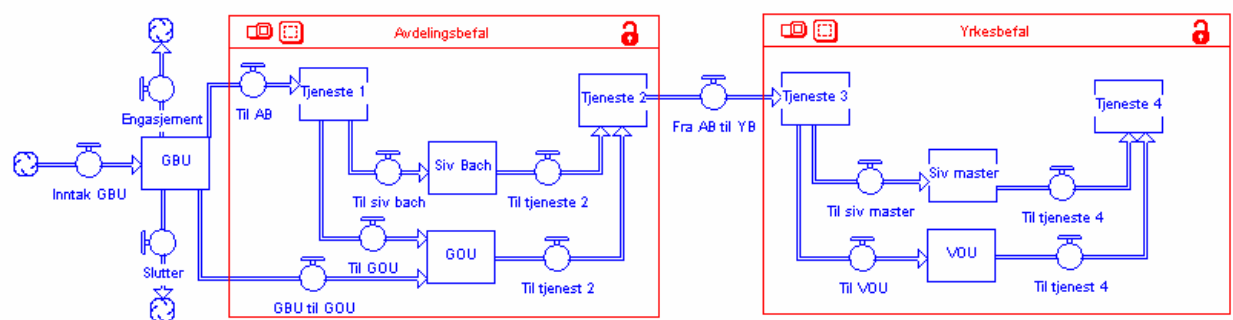 Avdelingsbefal
Yrkesbefal
Tjeneste 1
Til AB
Engasjement
GBU
Inntak GBU
Slutter
GBU til GOU
Til siv bach
Siv Bach
Til tjeneste 2
Til GOU
GOU
Til tjenest 2
Tjeneste 2
Fra AB til YB
Tjeneste 3
Til siv master
Siv master
Til tjeneste 4
Til VOU
VOU
Til tjenest 4
Tjeneste 4